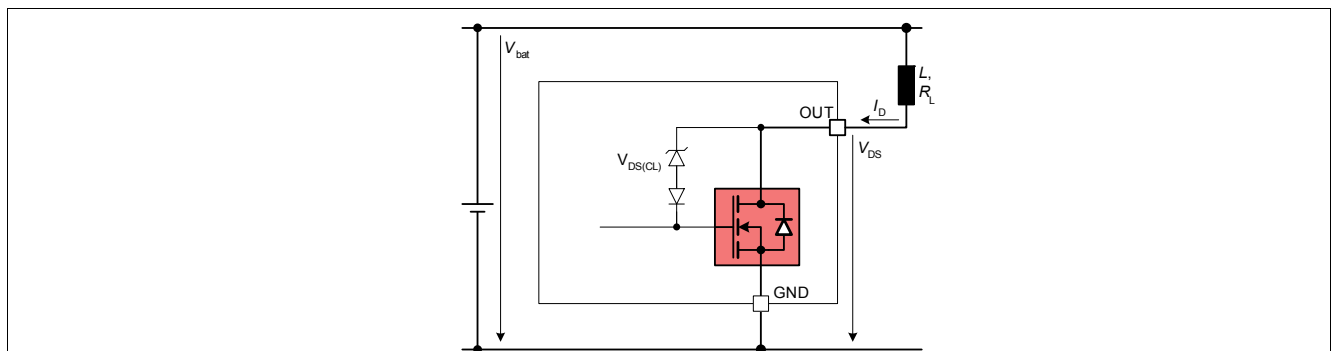 V_bat
L,
R_L
OUT
I_D
V_DS(CL)
V_DS
GND